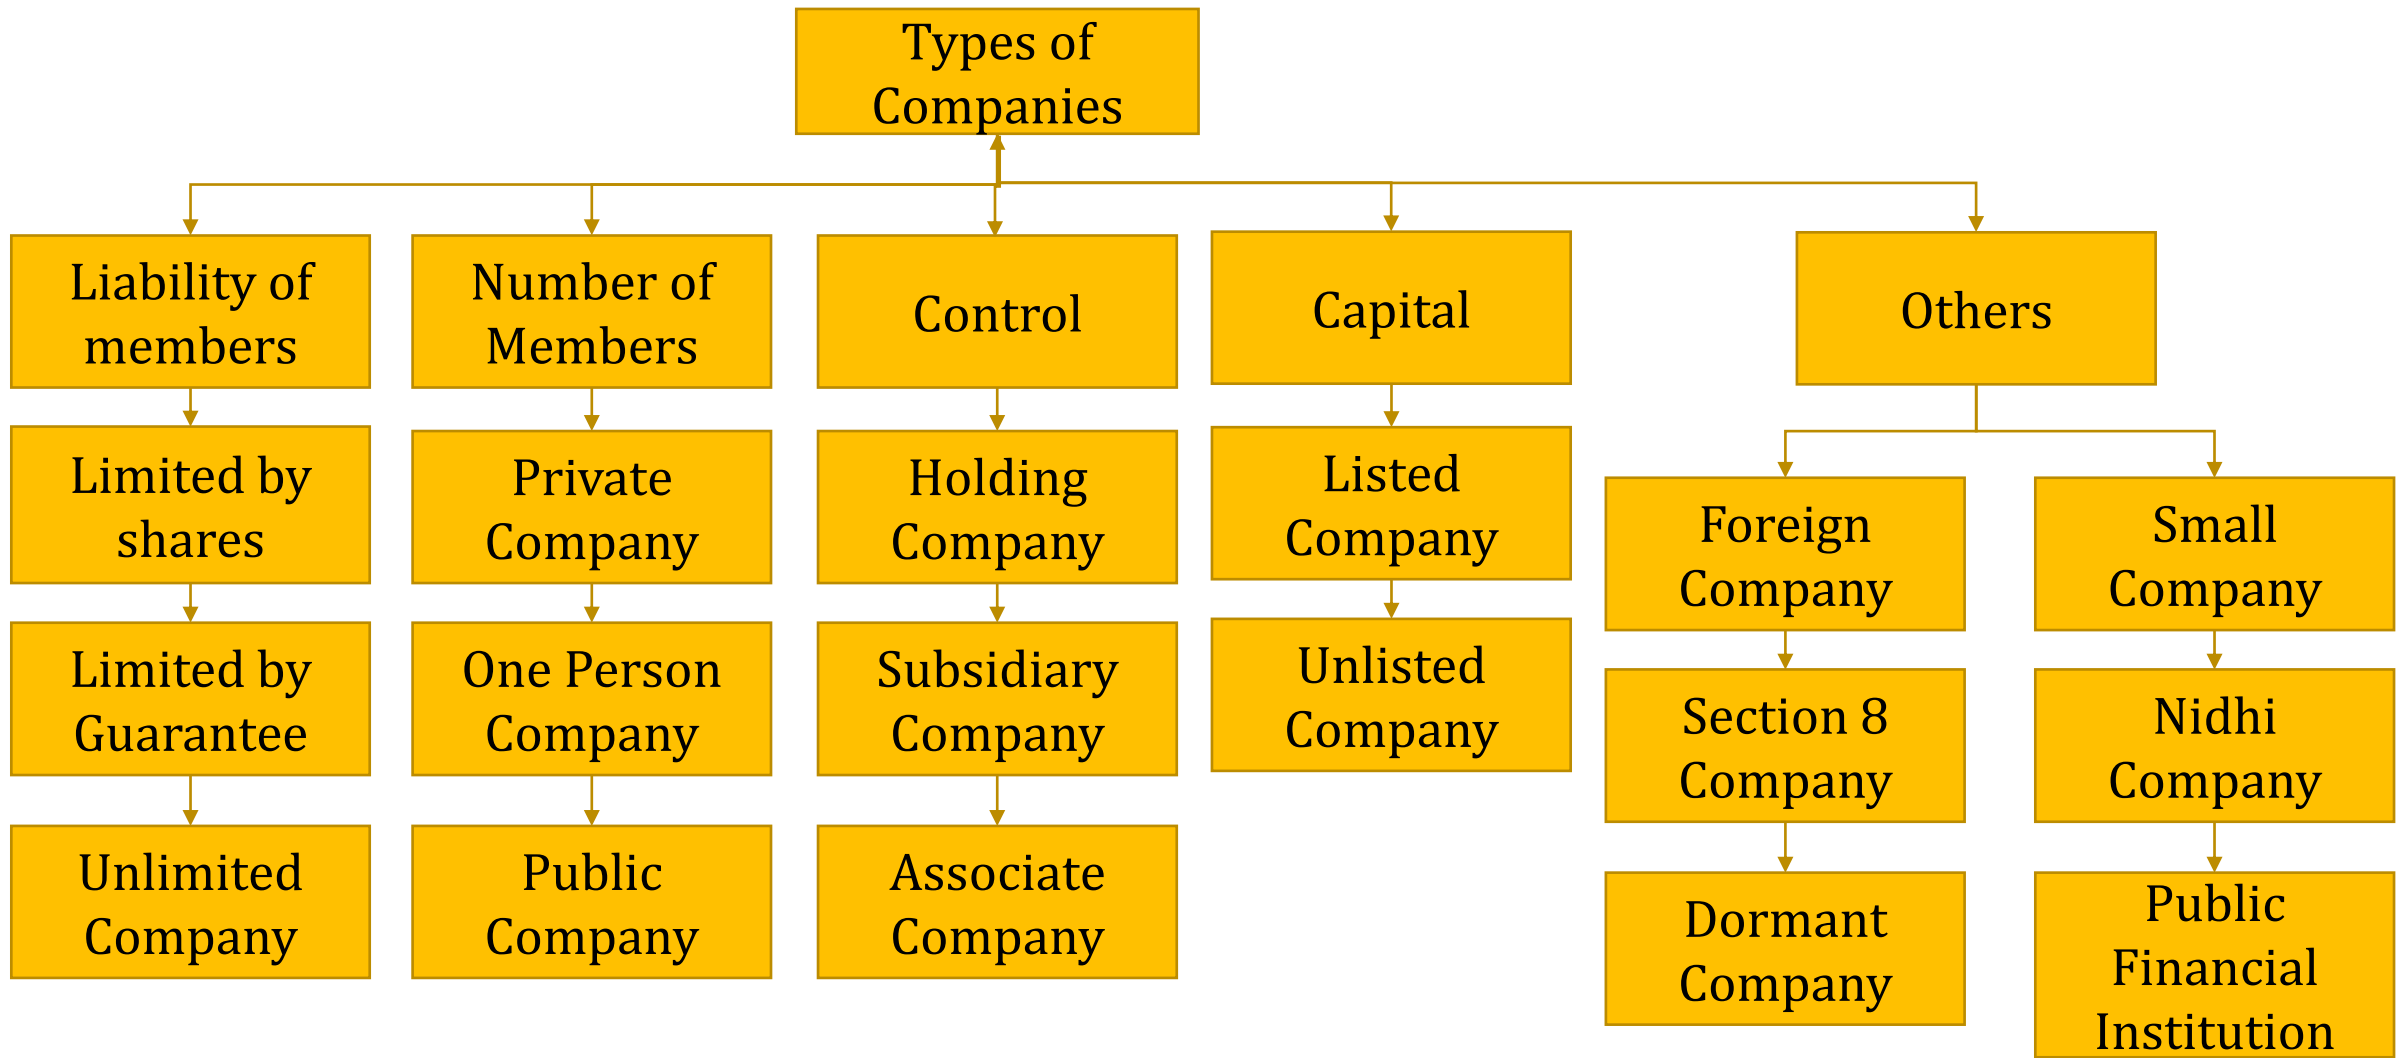 Types of
Companies
Liability of
members
Number of
Members
Control
Capital
Others
Limited by
shares
Private
Company
Holding
Company
Listed
Company
Foreign
Company
Small
Company
Limited by
Guarantee
One Person
Company
Subsidiary
Company
Unlisted
Company
Section 8
Company
Nidhi
Company
Unlimited
Company
Public
Company
Associate
Company
Dormant
Company
Public
Financial
Institution